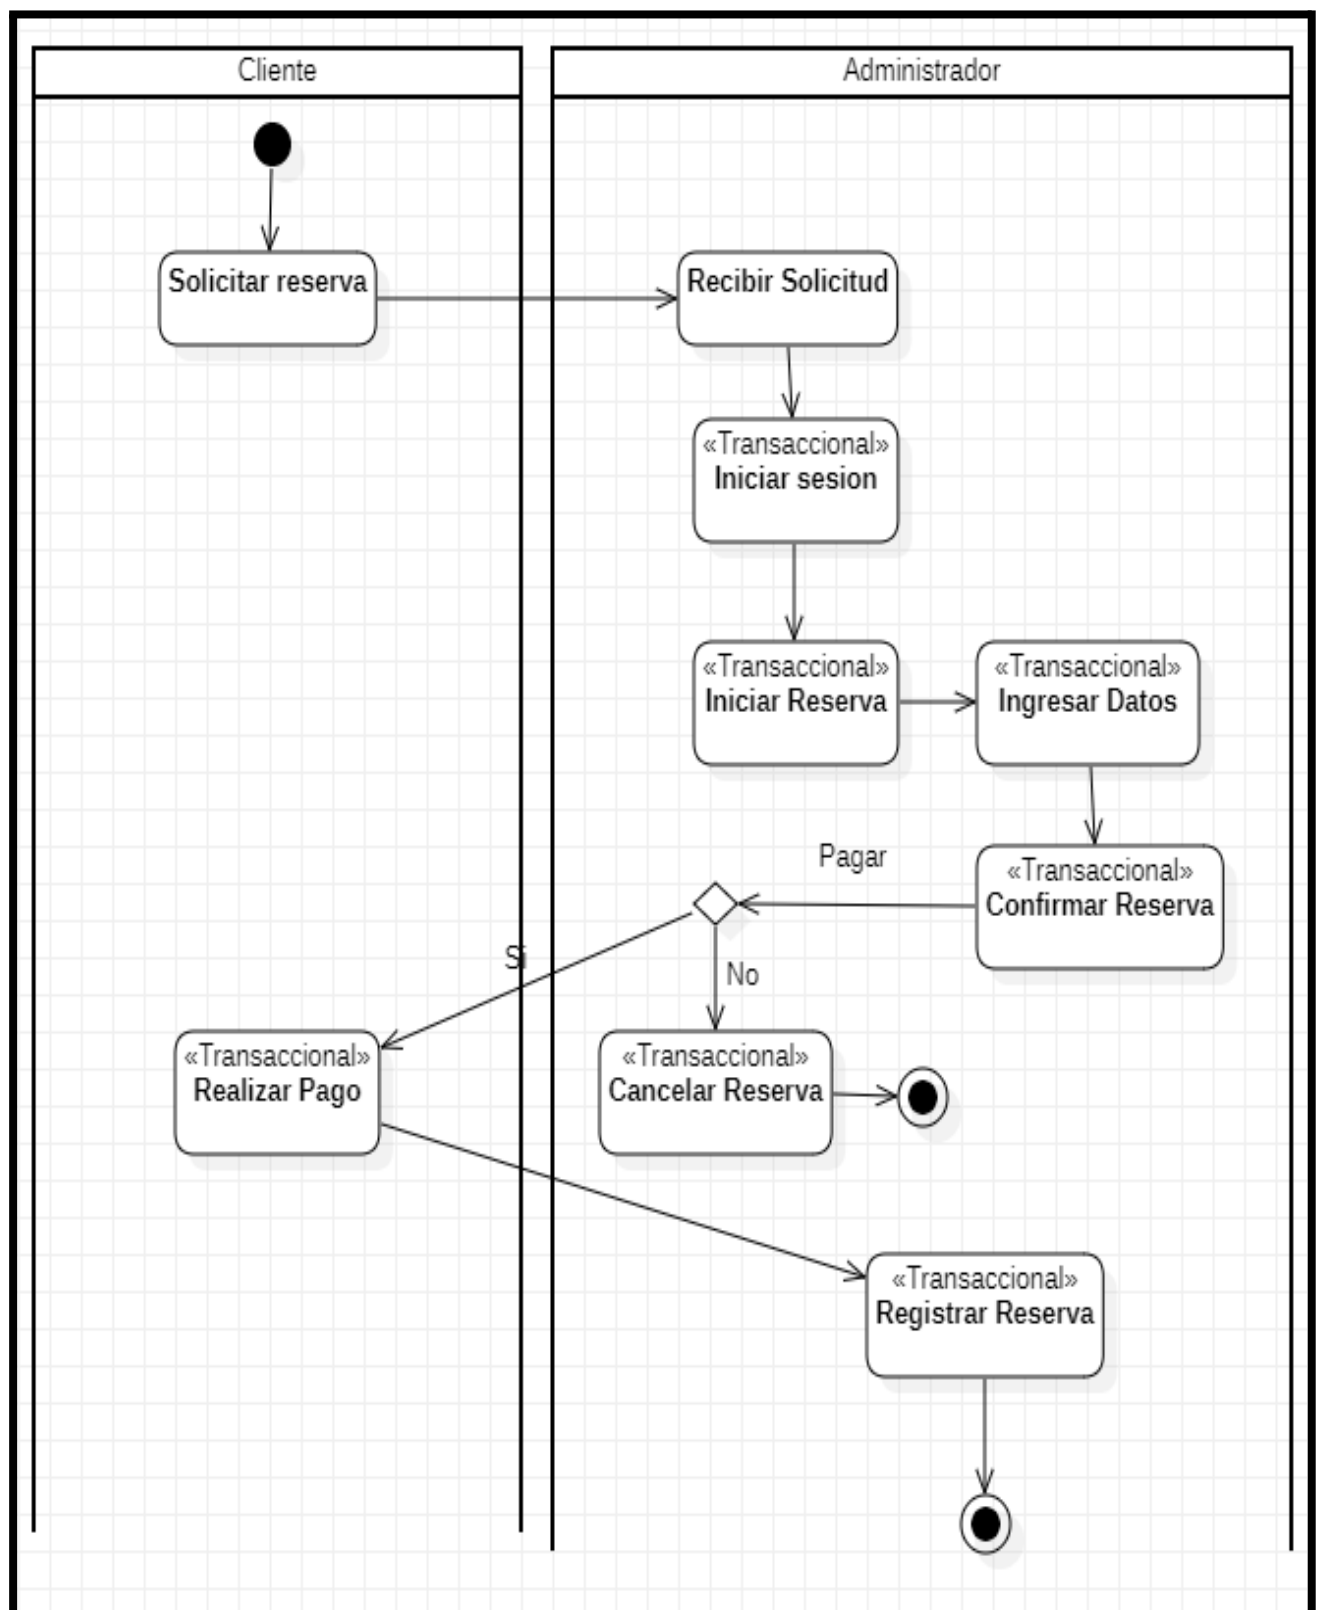 Cliente
Administrador
Solicitar reserva
Recibir Solicitud
«Transaccional»
Iniciar sesion
«Transaccional»
Iniciar Reserva
«Transaccional»
Ingresar Datos
Pagar
«Transaccional»
Confirmar Reserva
Si
No
«Transaccional»
Realizar Pago
«Transaccional»
Cancelar Reserva
«Transaccional»
Registrar Reserva